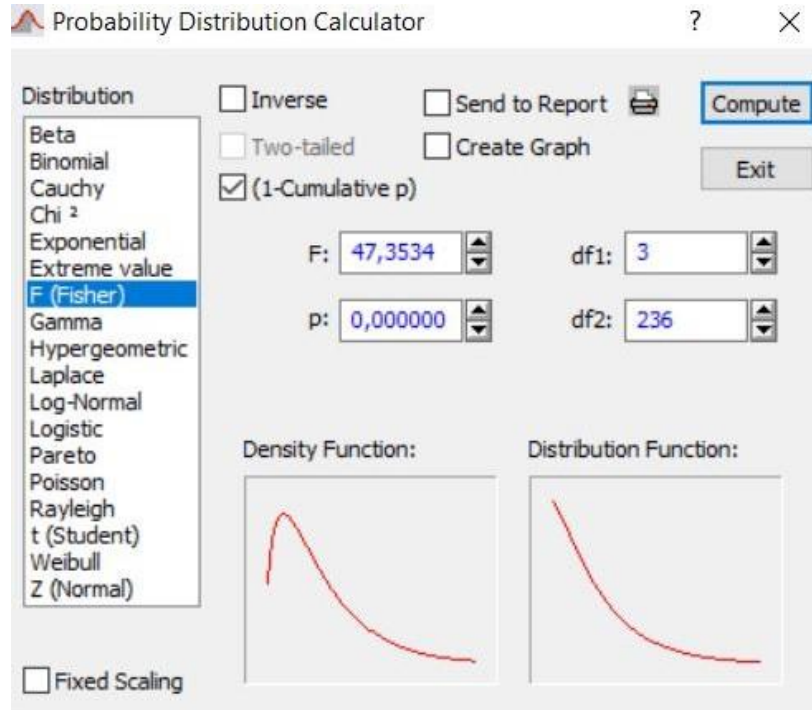 Probability Distribution Calculator ? ×
Distribution
Inverse
Send to Report
Compute
Two-tailed
Create Graph
Exit
(1-Cumulative p)
Beta
Binomial
Cauchy
Chi ²
Exponential
Extreme value
F (Fisher)
Gamma
Hypergeometric
Laplace
Log-Normal
Logistic
Pareto
Poisson
Rayleigh
t (Student)
Weibull
Z (Normal)
F: 47,3534
df1: 3
p: 0,000000
df2: 236
Density Function:
Distribution Function:
Fixed Scaling